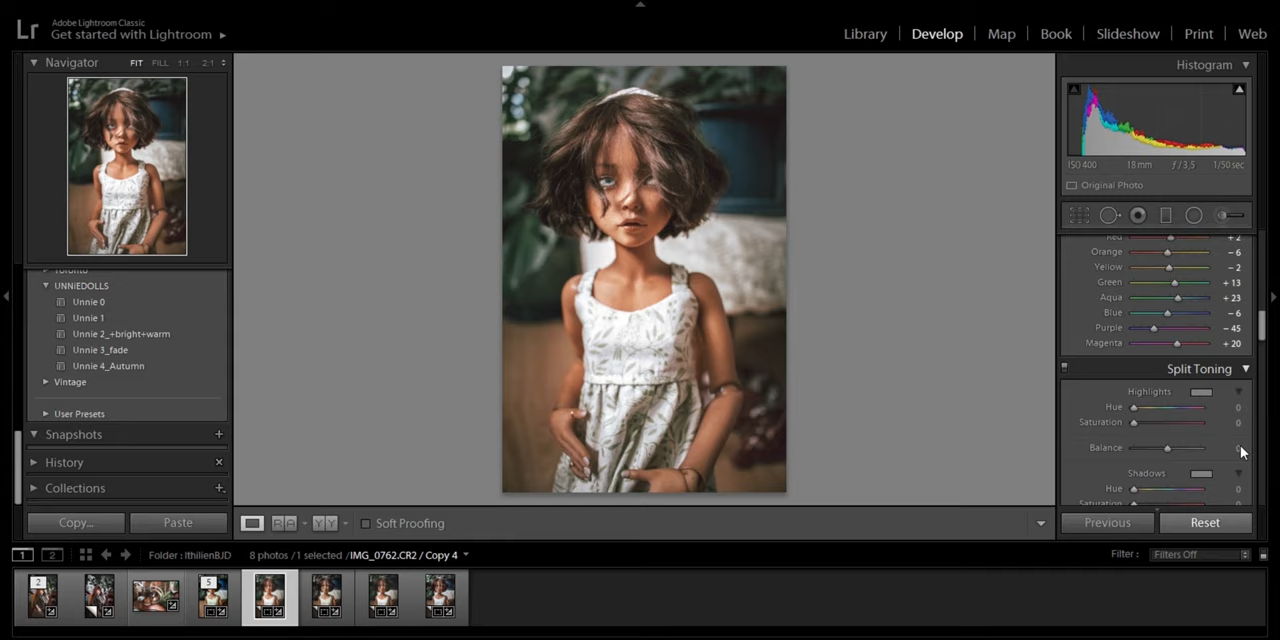 Lr
Adobe Lightroom Classic
Get started with Lightroom
Library | Develop | Map | Book | Slideshow | Print | Web
Navigator FIT FILL 1:1 2:1
Toronto
UNNiEDOLLS
Unnie 0
Unnie 1
Unnie 2_+bright+warm
Unnie 3_fade
Unnie 4_Autumn
Vintage
User Presets
Snapshots +
History ×
Collections +
Copy... Paste
Histogram
ISO 400 18 mm ƒ / 3,5 1/50 sec
Original Photo
Red + 2
Orange – 6
Yellow – 2
Green + 13
Aqua + 23
Blue – 6
Purple – 45
Magenta + 20
Split Toning
Highlights
Hue 0
Saturation 0
Balance
Shadows
Hue 0
Saturation
Previous Reset
R A Y Y Soft Proofing
1 2 Folder : IthilienBJD 8 photos / 1 selected / IMG_0762.CR2 / Copy 4 Filter : Filters Off
2 5